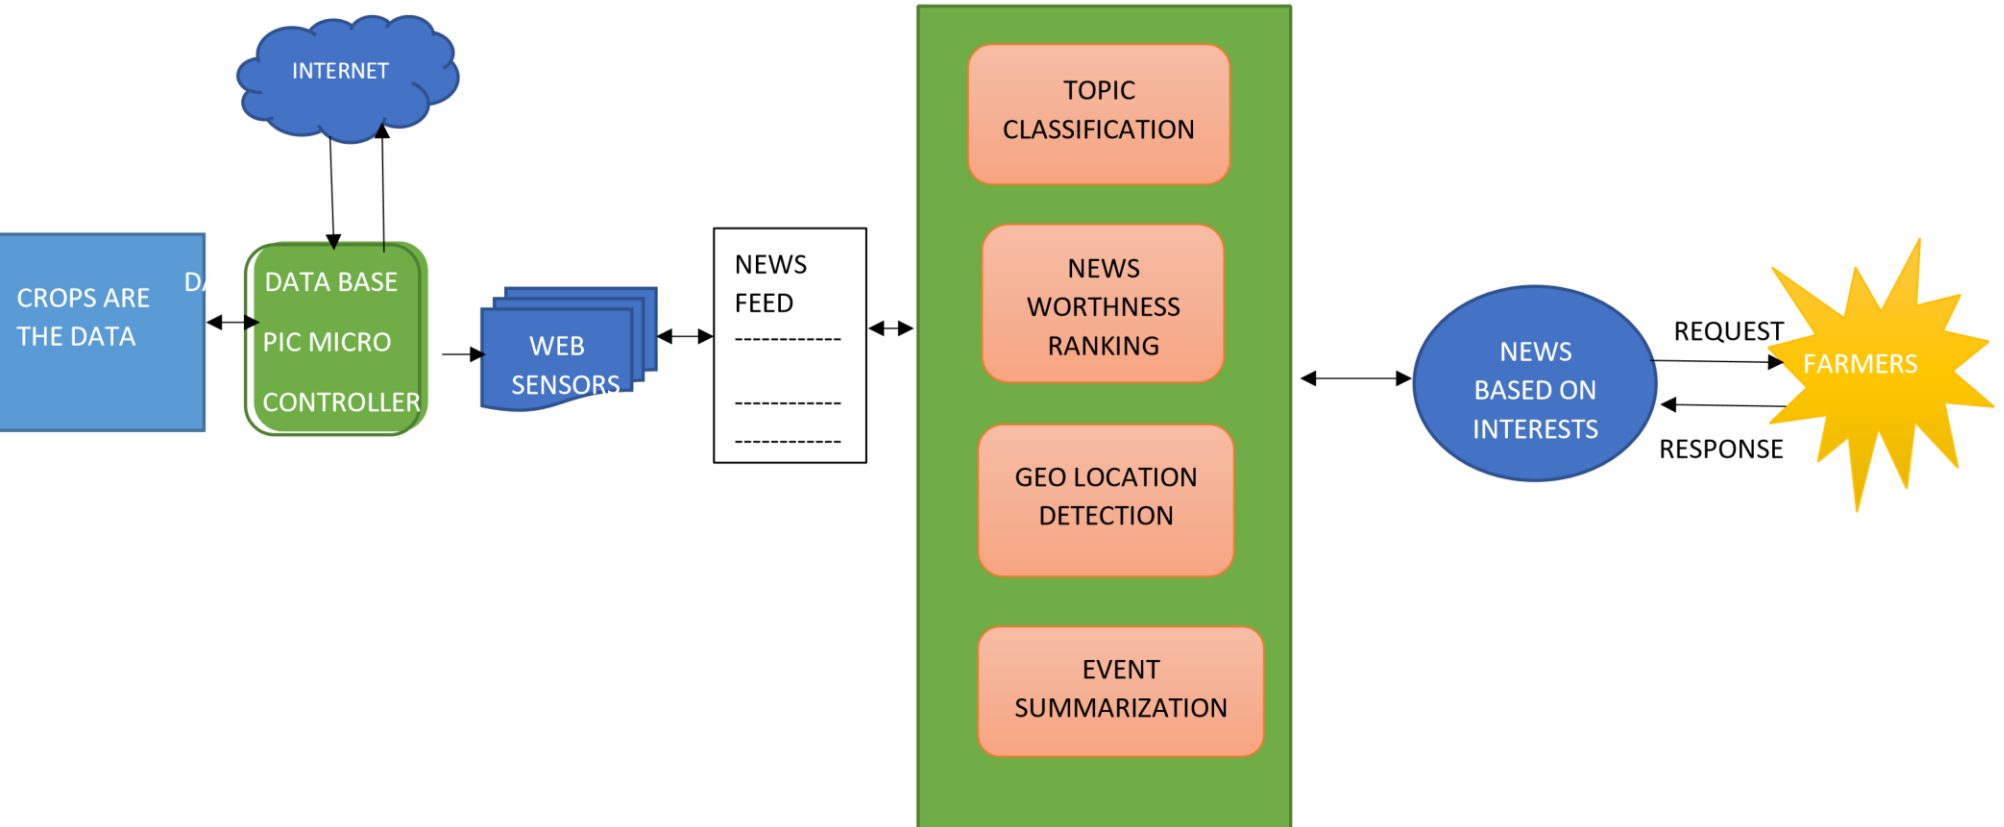 INTERNET
CROPS ARE
THE DATA
DATA BASE
PIC MICRO
CONTROLLER
WEB
SENSORS
NEWS
FEED
------------
------------
------------
TOPIC
CLASSIFICATION
NEWS
WORTHNESS
RANKING
GEO LOCATION
DETECTION
EVENT
SUMMARIZATION
NEWS
BASED ON
INTERESTS
REQUEST
RESPONSE
FARMERS